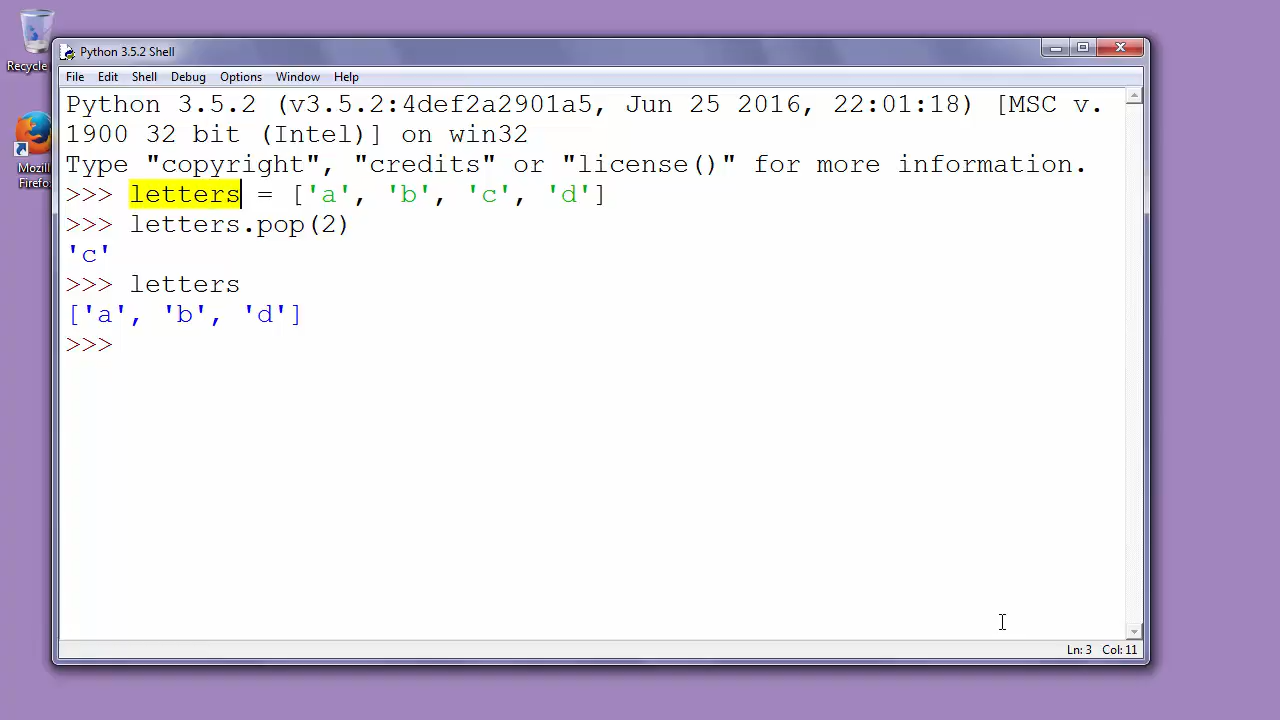 Recycle
Mozilla
Firefox
Python 3.5.2 Shell
File Edit Shell Debug Options Window Help
Python 3.5.2 (v3.5.2:4def2a2901a5, Jun 25 2016, 22:01:18) [MSC v.
1900 32 bit (Intel)] on win32
Type "copyright", "credits" or "license()" for more information.
>>> letters = ['a', 'b', 'c', 'd']
>>> letters.pop(2)
'c'
>>> letters
['a', 'b', 'd']
>>>
Ln: 3 Col: 11